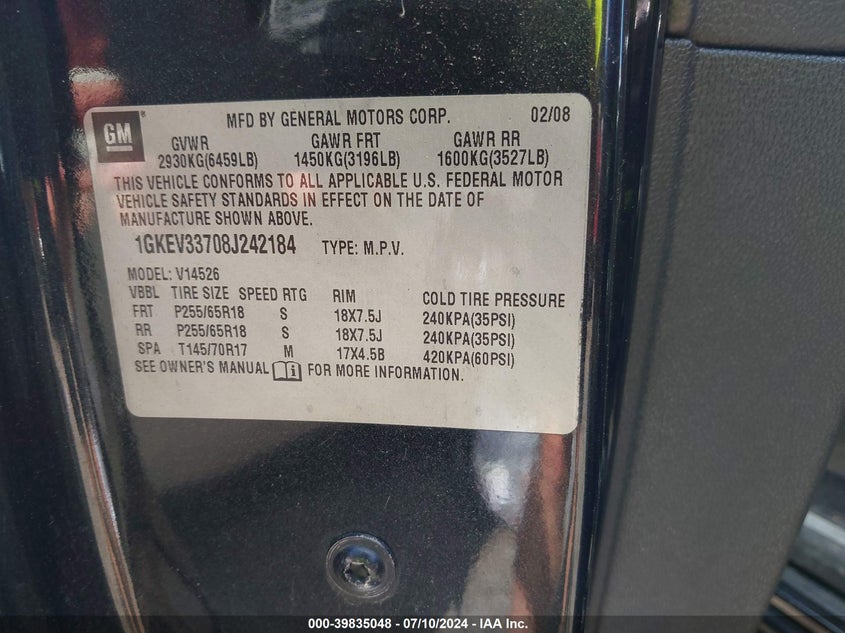 GM
MFD BY GENERAL MOTORS CORP. 02/08
GVWR GAWR FRT GAWR RR
2930KG(6459LB) 1450KG(3196LB) 1600KG(3527LB)
THIS VEHICLE CONFORMS TO ALL APPLICABLE U.S. FEDERAL MOTOR
VEHICLE SAFETY STANDARDS IN EFFECT ON THE DATE OF
MANUFACTURE SHOWN ABOVE.
1GKEV33708J242184 TYPE: M.P.V.
MODEL: V14526
VBBL TIRE SIZE SPEED RTG RIM COLD TIRE PRESSURE
FRT P255/65R18 S 18X7.5J 240KPA(35PSI)
RR P255/65R18 S 18X7.5J 240KPA(35PSI)
SPA T145/70R17 M 17X4.5B 420KPA(60PSI)
SEE OWNER'S MANUAL FOR MORE INFORMATION.
000-39835048 - 07/10/2024 - IAA Inc.